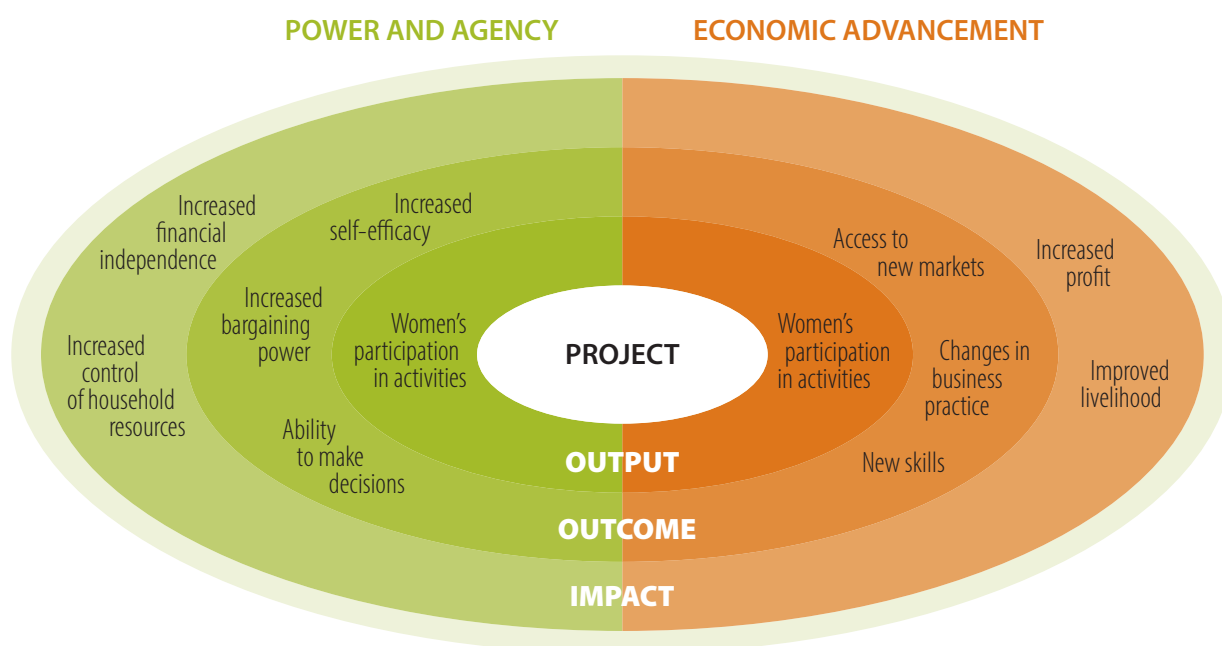 POWER AND AGENCY
ECONOMIC ADVANCEMENT
Increased
financial
independence
Increased
self-efficacy
Increased
bargaining
power
Increased
control
of household
resources
Ability
to make
decisions
Women's
participation
in activities
PROJECT
Women's
participation
in activities
Access to
new markets
Changes in
business
practice
New skills
Increased
profit
Improved
livelihood
OUTPUT
OUTCOME
IMPACT